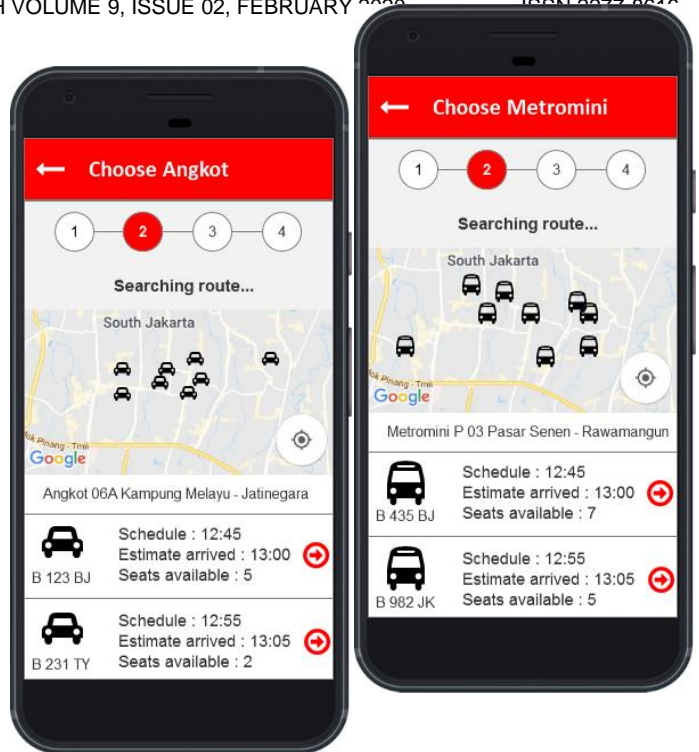 H VOLUME 9, ISSUE 02, FEBRUARY 2020 ISSN 2277-8616
Choose Angkot
1 2 3 4
Searching route...
South Jakarta
Google
Angkot 06A Kampung Melayu - Jatinegara
B 123 BJ
Schedule : 12:45
Estimate arrived : 13:00
Seats available : 5
B 231 TY
Schedule : 12:55
Estimate arrived : 13:05
Seats available : 2
Choose Metromini
1 2 3 4
Searching route...
South Jakarta
Google
Metromini P 03 Pasar Senen - Rawamangun
B 435 BJ
Schedule : 12:45
Estimate arrived : 13:00
Seats available : 7
B 982 JK
Schedule : 12:55
Estimate arrived : 13:05
Seats available : 5